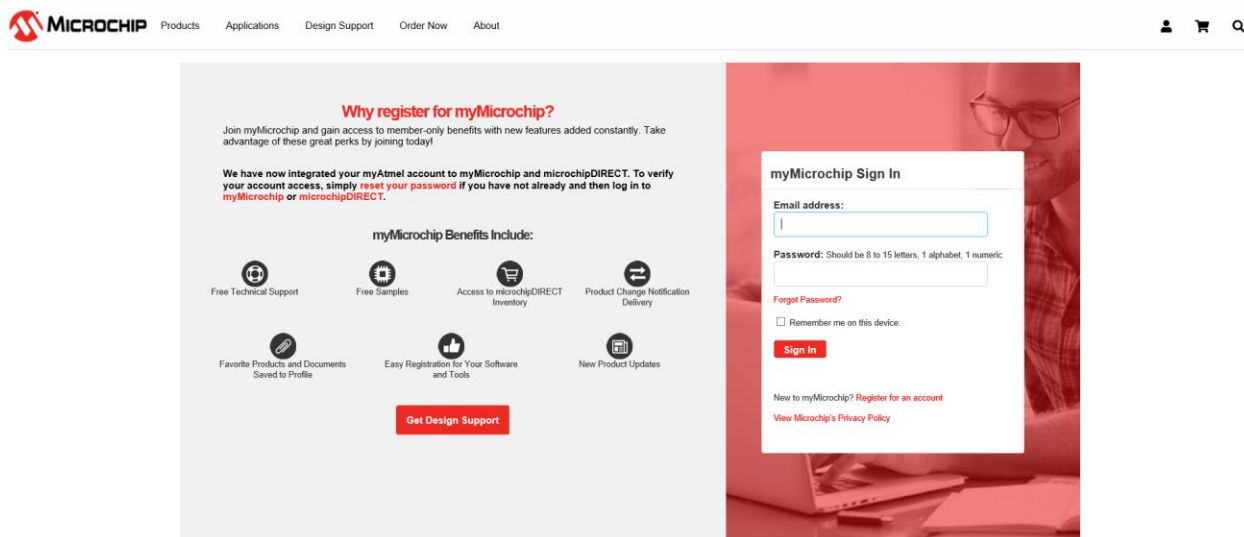 MICROCHIP Products Applications Design Support Order Now About
Why register for myMicrochip?
Join myMicrochip and gain access to member-only benefits with new features added constantly. Take
advantage of these great perks by joining today!
We have now integrated your myAtmel account to myMicrochip and microchipDIRECT. To verify
your account access, simply reset your password if you have not already and then log in to
myMicrochip or microchipDIRECT.
myMicrochip Benefits Include:
Free Technical Support
Free Samples
Access to microchipDIRECT
Inventory
Product Change Notification
Delivery
Favorite Products and Documents
Saved to Profile
Easy Registration for Your Software
and Tools
New Product Updates
Get Design Support
myMicrochip Sign In
Email address:
Password: Should be 8 to 15 letters, 1 alphabet, 1 numeric
Forgot Password?
Remember me on this device.
Sign In
New to myMicrochip? Register for an account
View Microchip's Privacy Policy